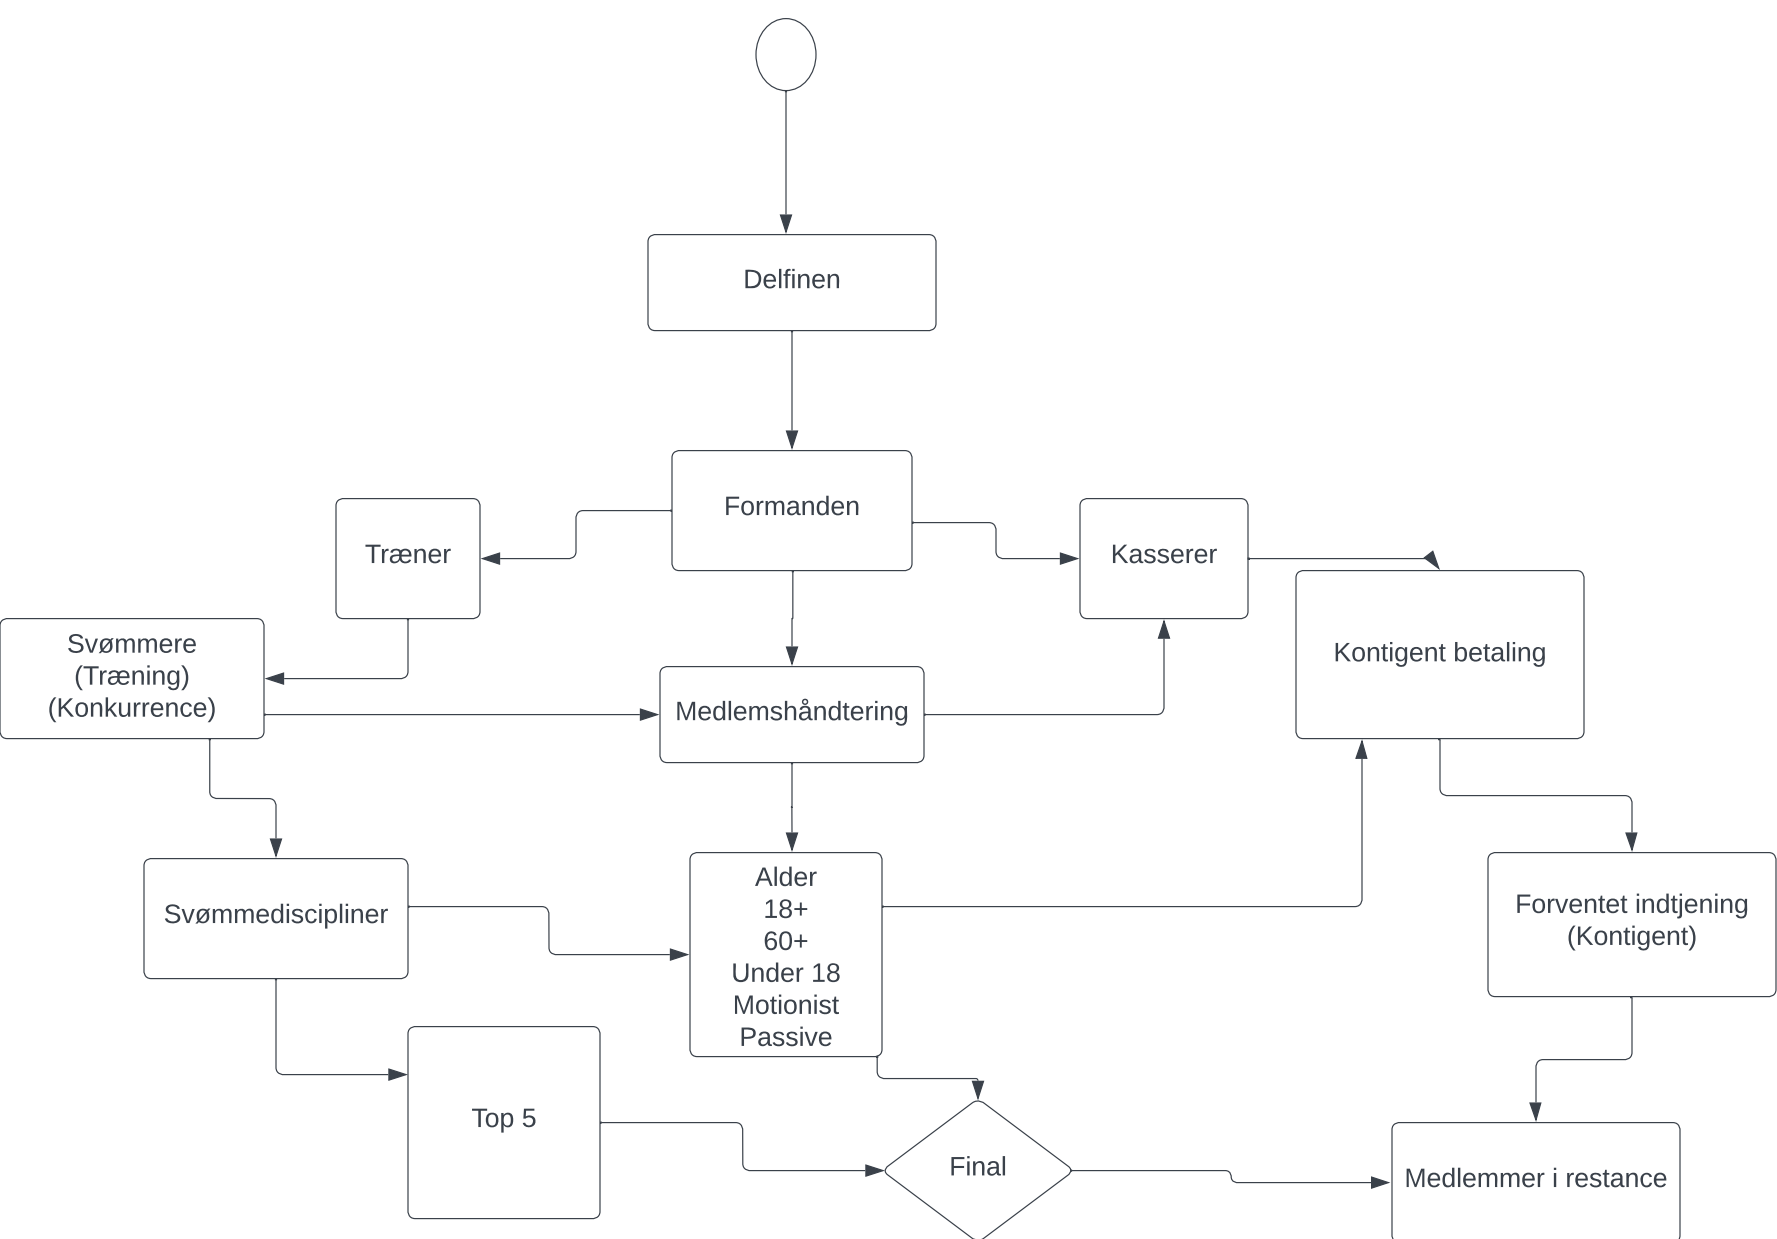 Delfinen
Formanden
Træner
Kasserer
Svømmere
(Træning)
(Konkurrence)
Medlemshåndtering
Kontigent betaling
Svømmediscipliner
Alder
18+
60+
Under 18
Motionist
Passive
Forventet indtjening
(Kontigent)
Top 5
Final
Medlemmer i restance